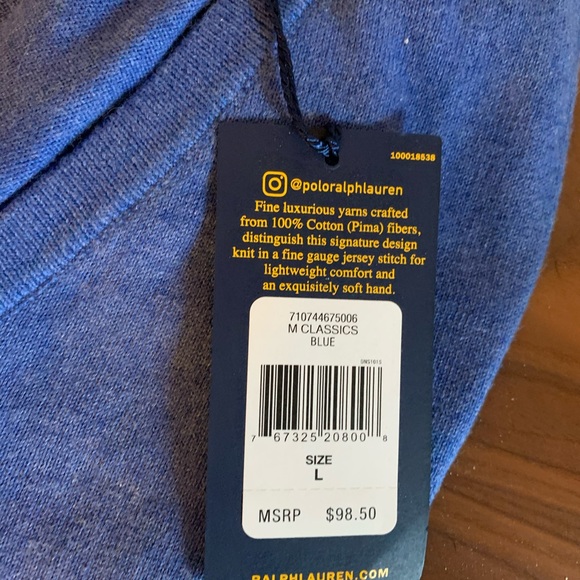 100018538
@poloralphlauren
Fine luxurious yarns crafted
from 100% Cotton (Pima) fibers,
distinguish this signature design
knit in a fine gauge jersey stitch for
lightweight comfort and
an exquisitely soft hand.
710744675006
M CLASSICS
BLUE
7 67325 20800 8
SIZE
L
MSRP $98.50
RALPHLAUREN.COM